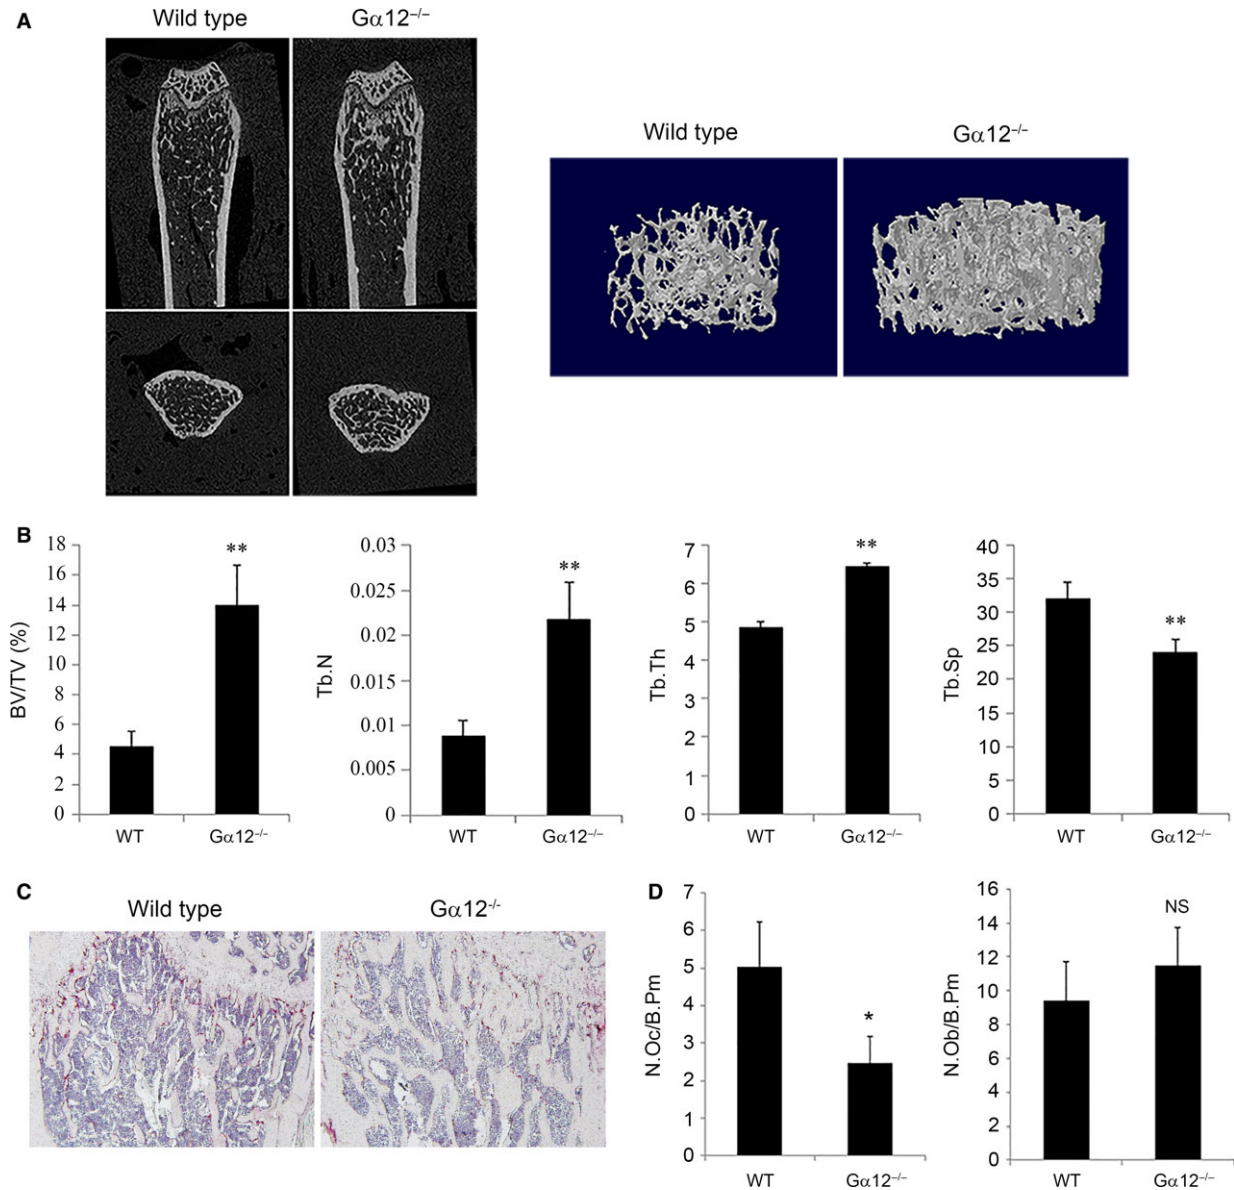 A
Wild type
Gα12⁻/⁻
Wild type
Gα12⁻/⁻
B
BV/TV (%)
18
16
14
12
10
8
6
4
2
0
**
WT
Gα12⁻/⁻
Tb.N
0.03
0.025
0.02
0.015
0.01
0.005
0
**
WT
Gα12⁻/⁻
Tb.Th
7
6
5
4
3
2
1
0
**
WT
Gα12⁻/⁻
Tb.Sp
40
35
30
25
20
15
10
5
0
**
WT
Gα12⁻/⁻
C
Wild type
Gα12⁻/⁻
D
N.Oc/B.Pm
7
6
5
4
3
2
1
0
*
WT
Gα12⁻/⁻
N.Ob/B.Pm
16
14
12
10
8
6
4
2
0
NS
WT
Gα12⁻/⁻